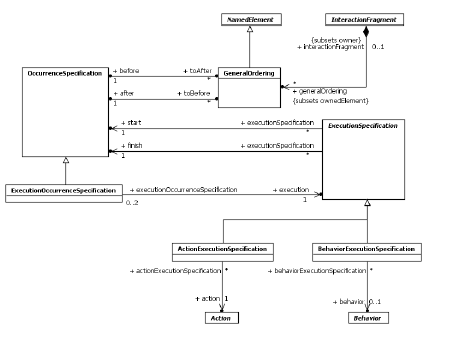 NamedElement
InteractionFragment
{subsets owner}
+ interactionFragment 0..1
OccurrenceSpecification
+ before + toAfter
1 *
GeneralOrdering
*
+ generalOrdering
{subsets ownedElement}
+ after + toBefore
1 *
+ start + executionSpecification
1 *
ExecutionSpecification
+ finish + executionSpecification
1 *
ExecutionOccurrenceSpecification
+ executionOccurrenceSpecification + execution
0..2 1
ActionExecutionSpecification
BehaviorExecutionSpecification
+ actionExecutionSpecification *
+ behaviorExecutionSpecification *
+ action 1
+ behavior 0..1
Action
Behavior